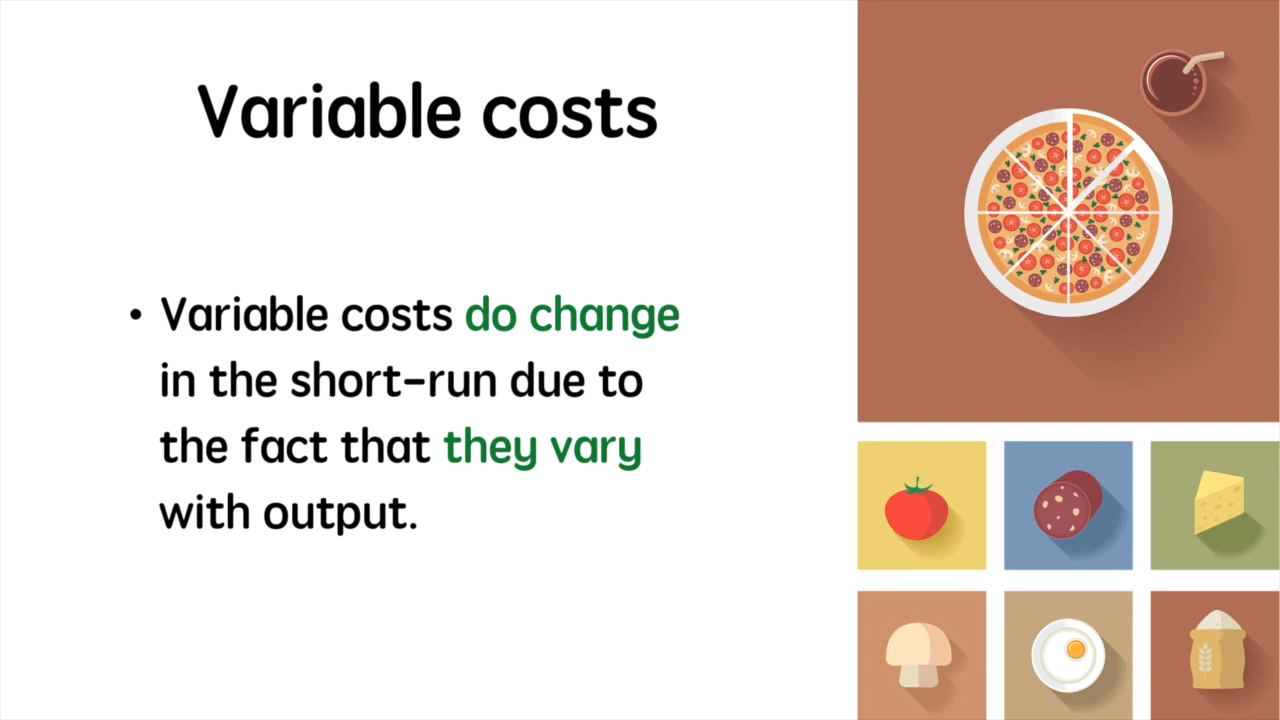 Variable costs
• Variable costs do change
in the short-run due to
the fact that they vary
with output.